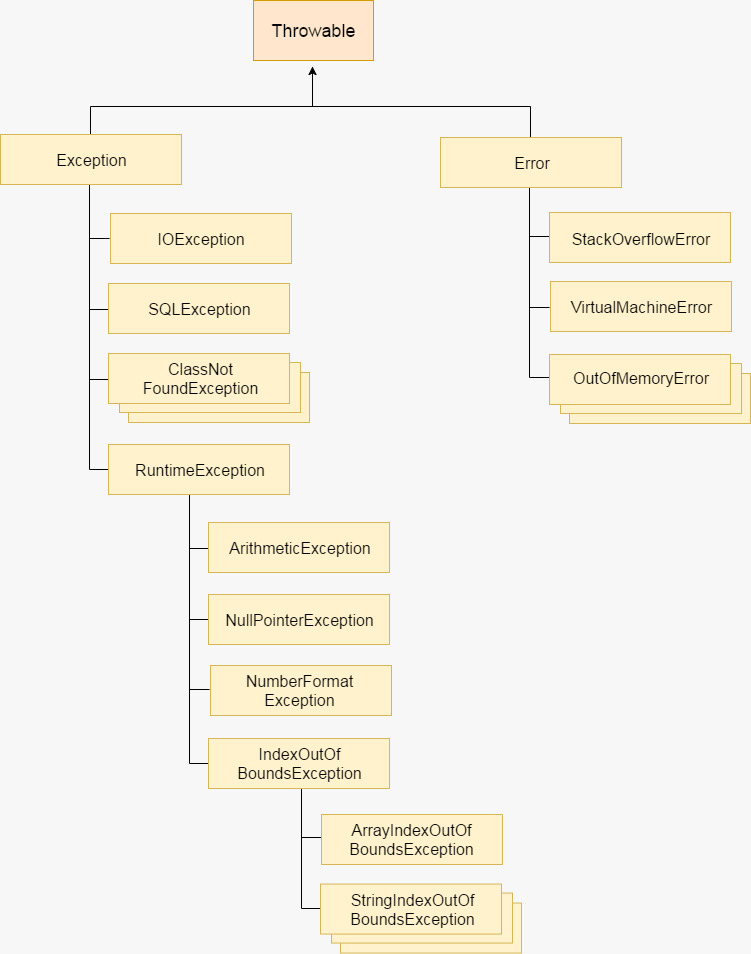 Throwable
Exception
Error
IOException
StackOverflowError
SQLException
VirtualMachineError
ClassNot
FoundException
OutOfMemoryError
RuntimeException
ArithmeticException
NullPointerException
NumberFormat
Exception
IndexOutOf
BoundsException
ArrayIndexOutOf
BoundsException
StringIndexOutOf
BoundsException